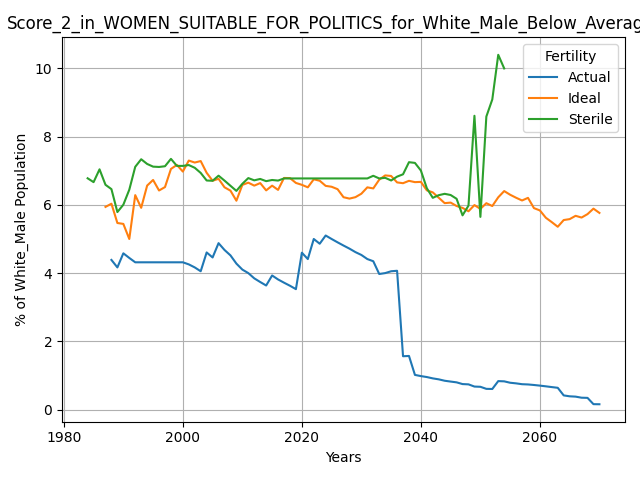 Score_2_in_WOMEN_SUITABLE_FOR_POLITICS_for_White_Male_Below_Averag
Fertility
Actual
Ideal
Sterile
% of White_Male Population
10
8
6
4
2
0
1980 2000 2020 2040 2060
Years